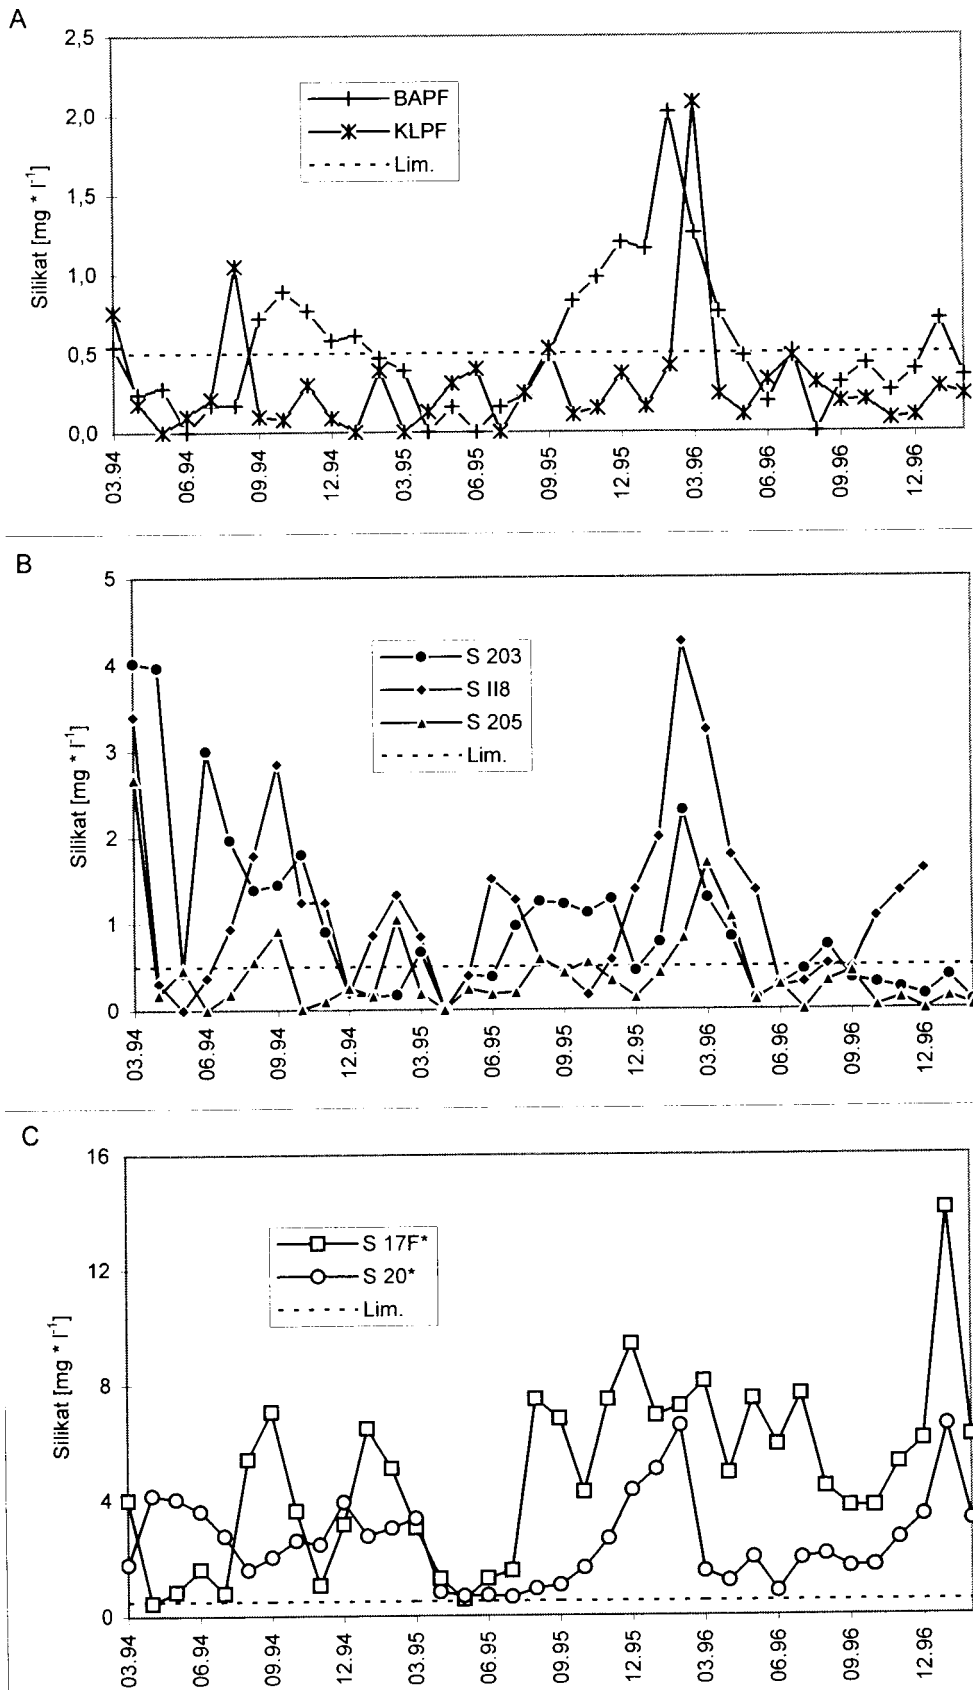 A
2,5
2,0
1,5
1,0
0,5
0,0
Silikat [mg * l⁻¹]
BAPF
KLPF
Lim.
03.94 06.94 09.94 12.94 03.95 06.95 09.95 12.95 03.96 06.96 09.96 12.96
B
5
4
3
2
1
0
Silikat [mg * l⁻¹]
S 203
S II8
S 205
Lim.
03.94 06.94 09.94 12.94 03.95 06.95 09.95 12.95 03.96 06.96 09.96 12.96
C
16
12
8
4
0
Silikat [mg * l⁻¹]
S 17F*
S 20*
Lim.
03.94 06.94 09.94 12.94 03.95 06.95 09.95 12.95 03.96 06.96 09.96 12.96